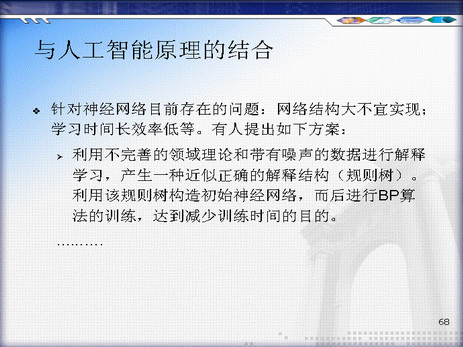 与人工智能原理的结合
❖ 针对神经网络目前存在的问题：网络结构大不宜实现；
学习时间长效率低等。有人提出如下方案：
➢ 利用不完善的领域理论和带有噪声的数据进行解释
学习，产生一种近似正确的解释结构（规则树）。
利用该规则树构造初始神经网络，而后进行BP算
法的训练，达到减少训练时间的目的。
……….
68